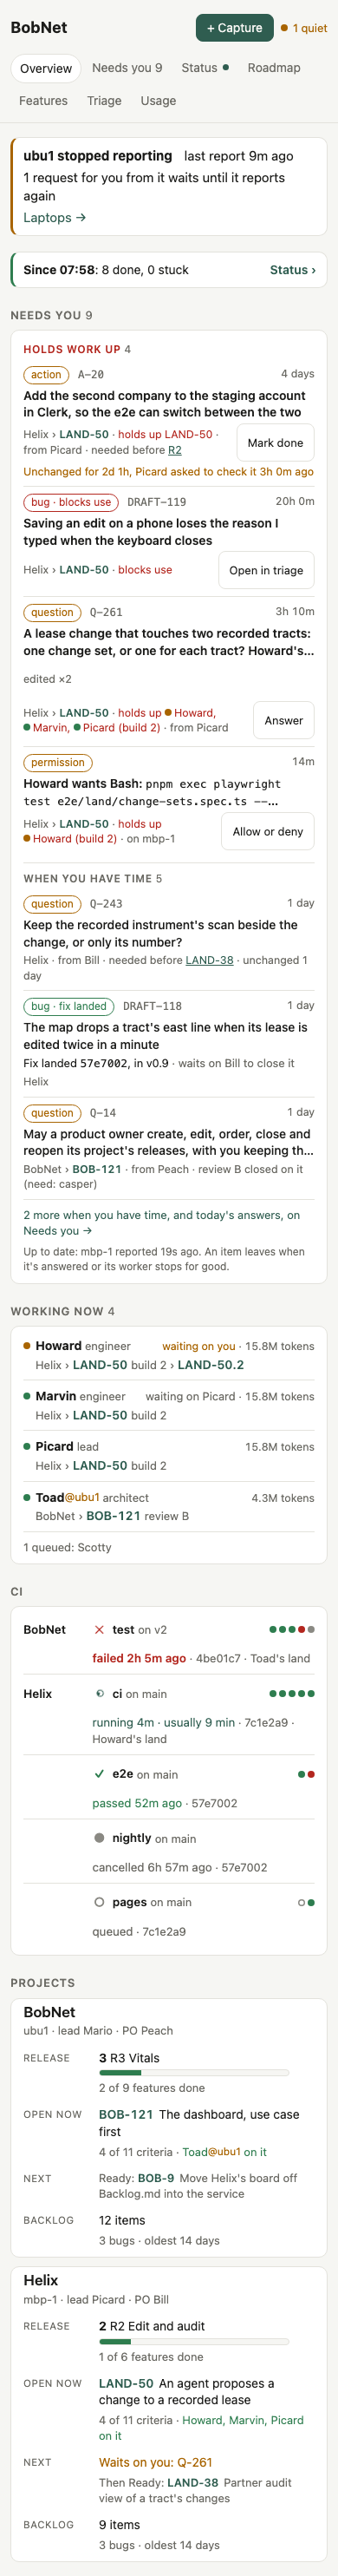 BobNet
+ Capture
1 quiet
Overview
Needs you 9
Status
Roadmap
Features
Triage
Usage
ubu1 stopped reporting last report 9m ago
1 request for you from it waits until it reports
again
Laptops →
Since 07:58: 8 done, 0 stuck
Status ›
NEEDS YOU 9
HOLDS WORK UP 4
action A-20 4 days
Add the second company to the staging account
in Clerk, so the e2e can switch between the two
Helix › LAND-50 · holds up LAND-50 ·
from Picard · needed before R2
Mark done
Unchanged for 2d 1h, Picard asked to check it 3h 0m ago
bug · blocks use DRAFT-119 20h 0m
Saving an edit on a phone loses the reason I
typed when the keyboard closes
Helix › LAND-50 · blocks use
Open in triage
question Q-261 3h 10m
A lease change that touches two recorded tracts:
one change set, or one for each tract? Howard's...
edited ×2
Helix › LAND-50 · holds up Howard,
Marvin, Picard (build 2) · from Picard
Answer
permission 14m
Howard wants Bash: pnpm exec playwright
test e2e/land/change-sets.spec.ts --...
Helix › LAND-50 · holds up
Howard (build 2) · on mbp-1
Allow or deny
WHEN YOU HAVE TIME 5
question Q-243 1 day
Keep the recorded instrument's scan beside the
change, or only its number?
Helix · from Bill · needed before LAND-38 · unchanged 1
day
bug · fix landed DRAFT-118 1 day
The map drops a tract's east line when its lease is
edited twice in a minute
Fix landed 57e7002, in v0.9 · waits on Bill to close it
Helix
question Q-14 1 day
May a product owner create, edit, order, close and
reopen its project's releases, with you keeping th...
BobNet › BOB-121 · from Peach · review B closed on it
(need: casper)
2 more when you have time, and today's answers, on
Needs you →
Up to date: mbp-1 reported 19s ago. An item leaves when
it's answered or its worker stops for good.
WORKING NOW 4
Howard engineer waiting on you · 15.8M tokens
Helix › LAND-50 build 2 › LAND-50.2
Marvin engineer waiting on Picard · 15.8M tokens
Helix › LAND-50 build 2
Picard lead 15.8M tokens
Helix › LAND-50 build 2
Toad@ubu1 architect 4.3M tokens
BobNet › BOB-121 review B
1 queued: Scotty
CI
BobNet test on v2
failed 2h 5m ago · 4be01c7 · Toad's land
Helix ci on main
running 4m · usually 9 min · 7c1e2a9 ·
Howard's land
e2e on main
passed 52m ago · 57e7002
nightly on main
cancelled 6h 57m ago · 57e7002
pages on main
queued · 7c1e2a9
PROJECTS
BobNet
ubu1 · lead Mario · PO Peach
RELEASE 3 R3 Vitals
2 of 9 features done
OPEN NOW BOB-121 The dashboard, use case
first
4 of 11 criteria · Toad@ubu1 on it
NEXT Ready: BOB-9 Move Helix's board off
Backlog.md into the service
BACKLOG 12 items
3 bugs · oldest 14 days
Helix
mbp-1 · lead Picard · PO Bill
RELEASE 2 R2 Edit and audit
1 of 6 features done
OPEN NOW LAND-50 An agent proposes a
change to a recorded lease
4 of 11 criteria · Howard, Marvin, Picard
on it
NEXT Waits on you: Q-261
Then Ready: LAND-38 Partner audit
view of a tract's changes
BACKLOG 9 items
3 bugs · oldest 14 days